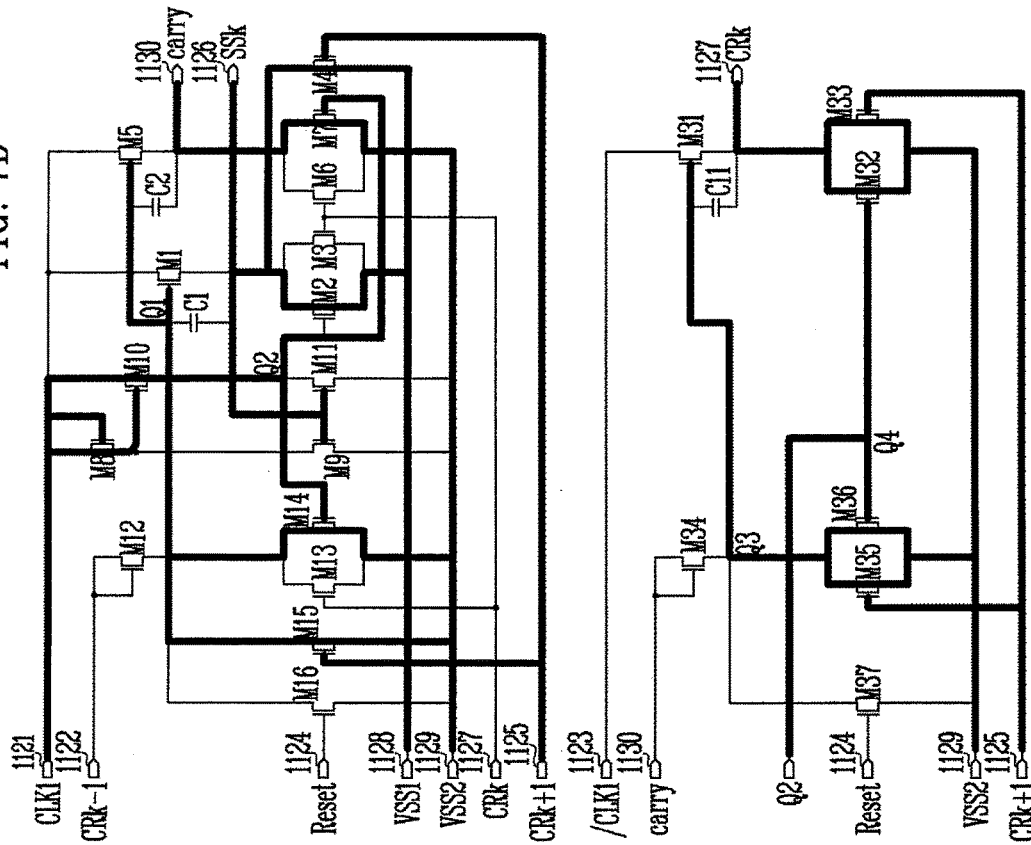 1121
CLK1
1122
CRk-1
1124
Reset
1128
VSS1
1129
VSS2
1127
CRk
1125
CRk+1
M8
M10
M12
Q1
M1
C1
M5
C2
1130
carry
1126
SSk
Q2
M16
M15
M13
M14
M9
M11
M2
M3
M6
M7
M4
1123
/CLK1
1130
carry
Q2
1124
Reset
1129
VSS2
1125
CRk+1
M34
Q3
M31
C11
1127
CRk
M37
M35
M36
Q4
M32
M33